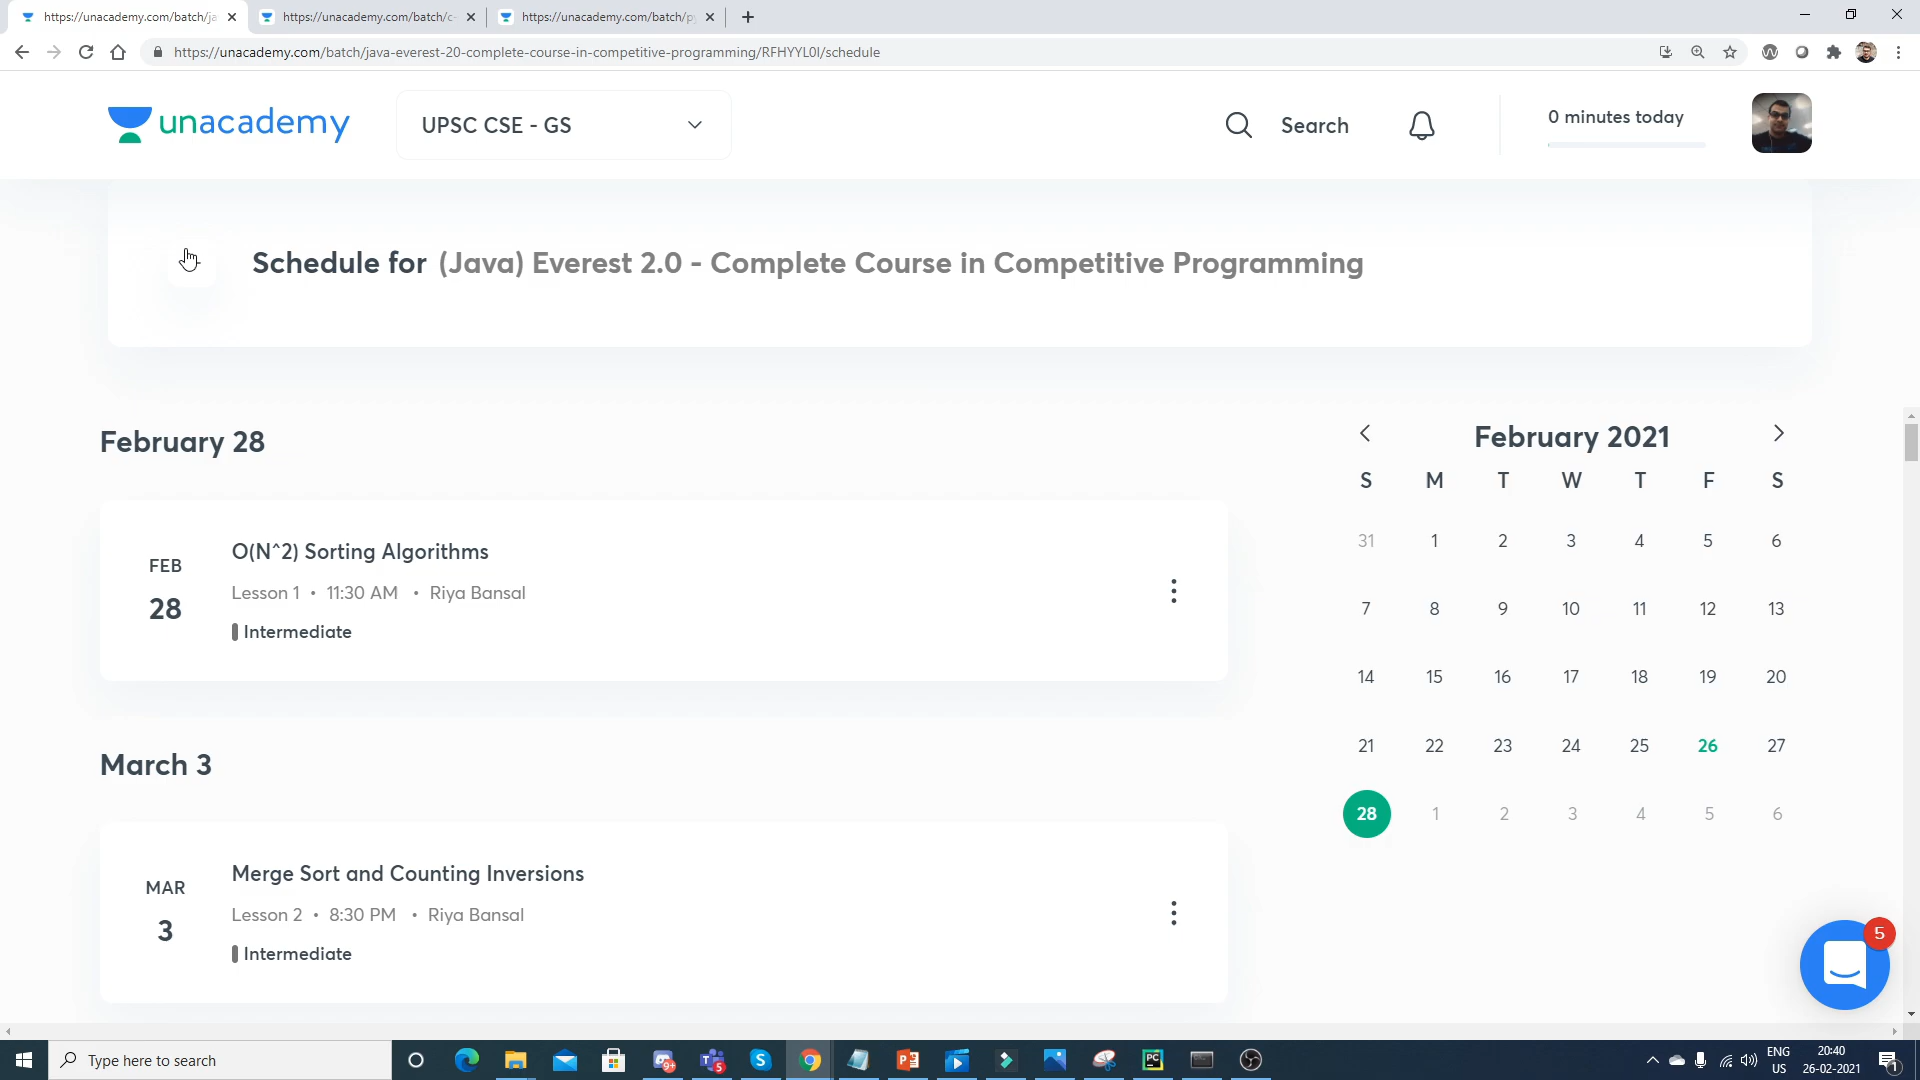 https://unacademy.com/batch/ja
https://unacademy.com/batch/c-
https://unacademy.com/batch/py
https://unacademy.com/batch/java-everest-20-complete-course-in-competitive-programming/RFHYYL0I/schedule
unacademy
UPSC CSE - GS
Search
0 minutes today
Schedule for (Java) Everest 2.0 - Complete Course in Competitive Programming
February 28
FEB
28
O(N^2) Sorting Algorithms
Lesson 1 • 11:30 AM • Riya Bansal
Intermediate
March 3
MAR
3
Merge Sort and Counting Inversions
Lesson 2 • 8:30 PM • Riya Bansal
Intermediate
February 2021
S M T W T F S
31 1 2 3 4 5 6
7 8 9 10 11 12 13
14 15 16 17 18 19 20
21 22 23 24 25 26 27
28 1 2 3 4 5 6
5
Type here to search
9+
5
ENG
US
20:40
26-02-2021
1